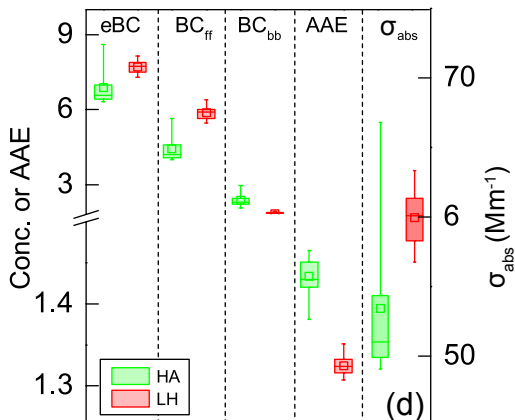 eBC BC_ff BC_bb AAE σ_abs
9
6
3
1.4
1.3
Conc. or AAE
70
60
50
σ_abs (Mm⁻¹)
HA
LH
(d)